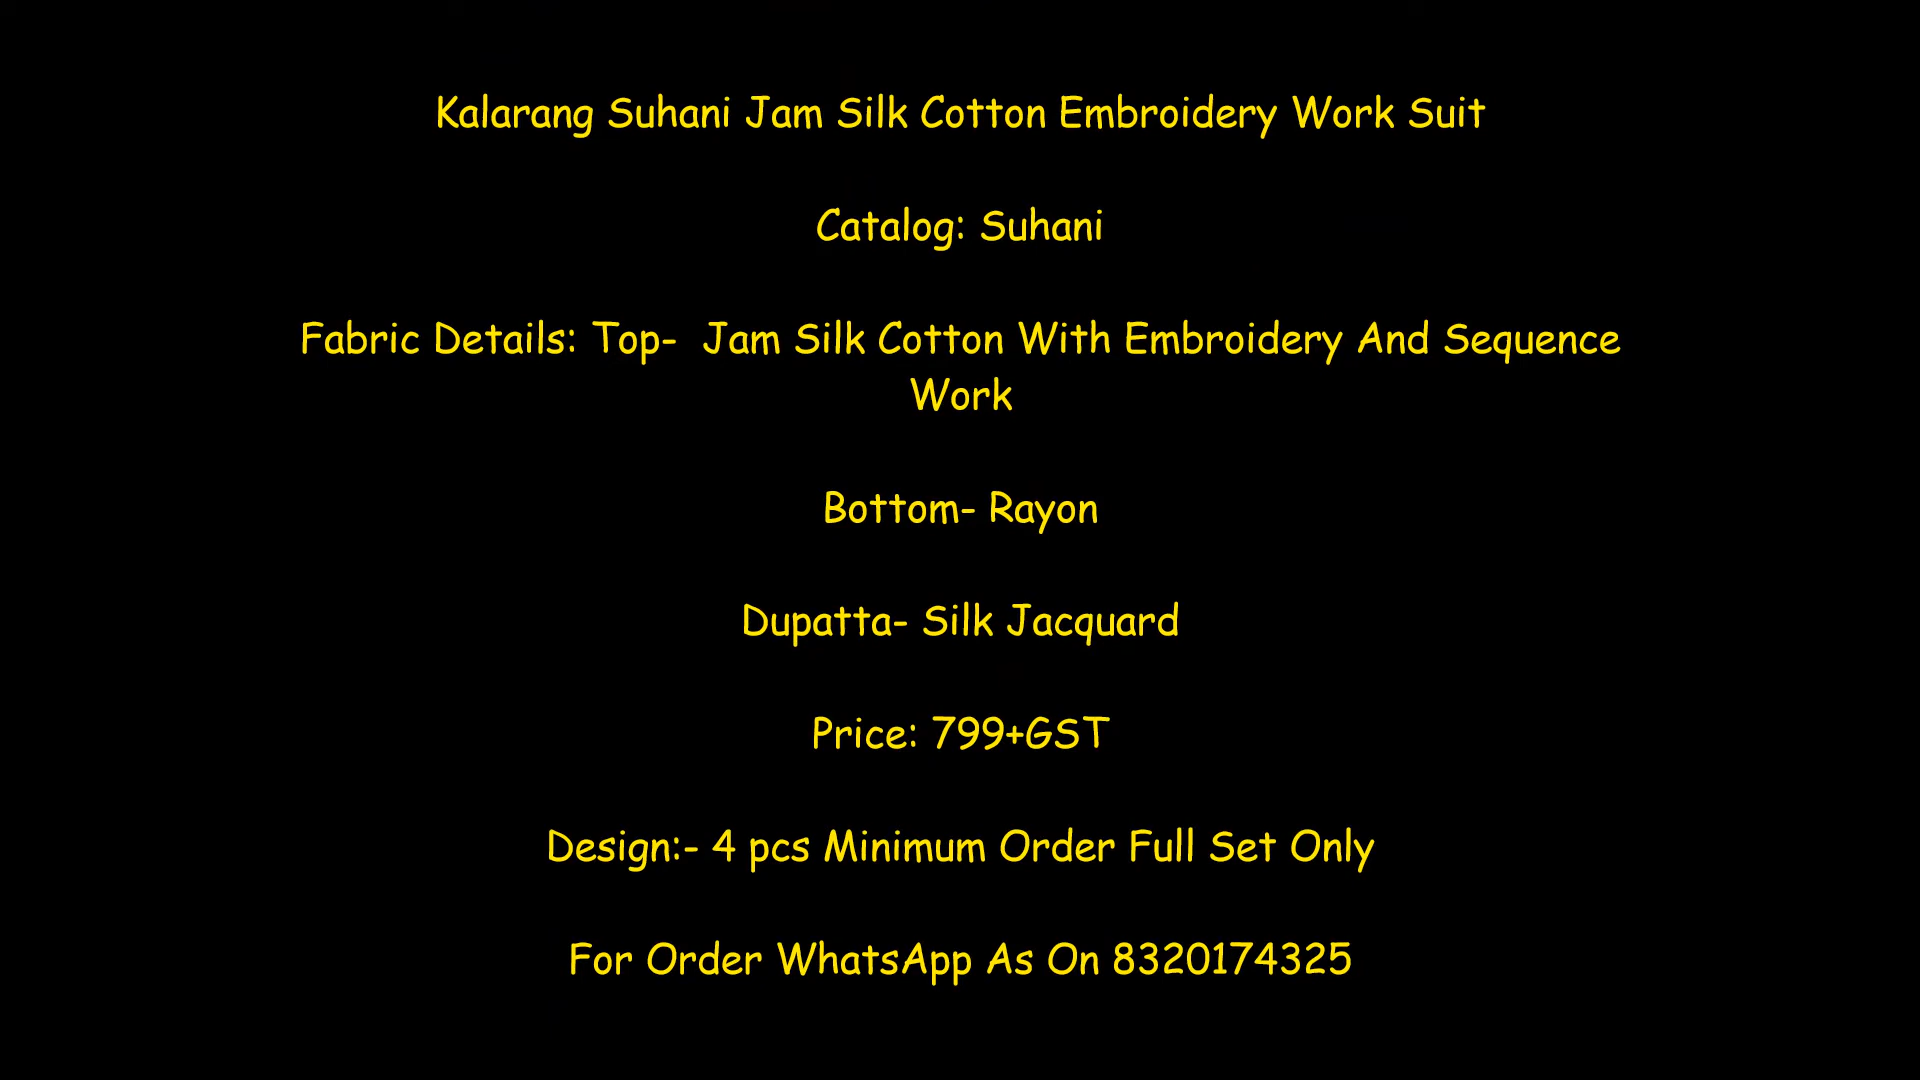 Kalarang Suhani Jam Silk Cotton Embroidery Work Suit
Catalog: Suhani
Fabric Details: Top-  Jam Silk Cotton With Embroidery And Sequence
Work
Bottom- Rayon
Dupatta- Silk Jacquard
Price: 799+GST
Design:- 4 pcs Minimum Order Full Set Only
For Order WhatsApp As On 8320174325